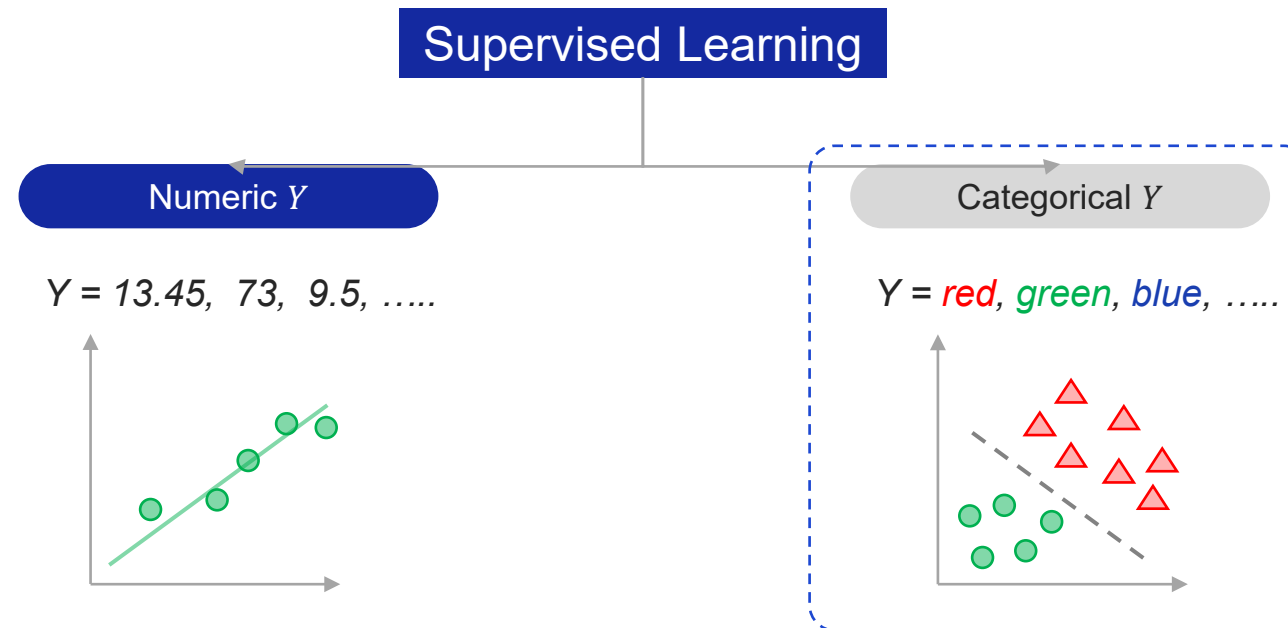 Supervised Learning
Numeric Y
Categorical Y
Y = 13.45, 73, 9.5, .....
Y = red, green, blue, .....